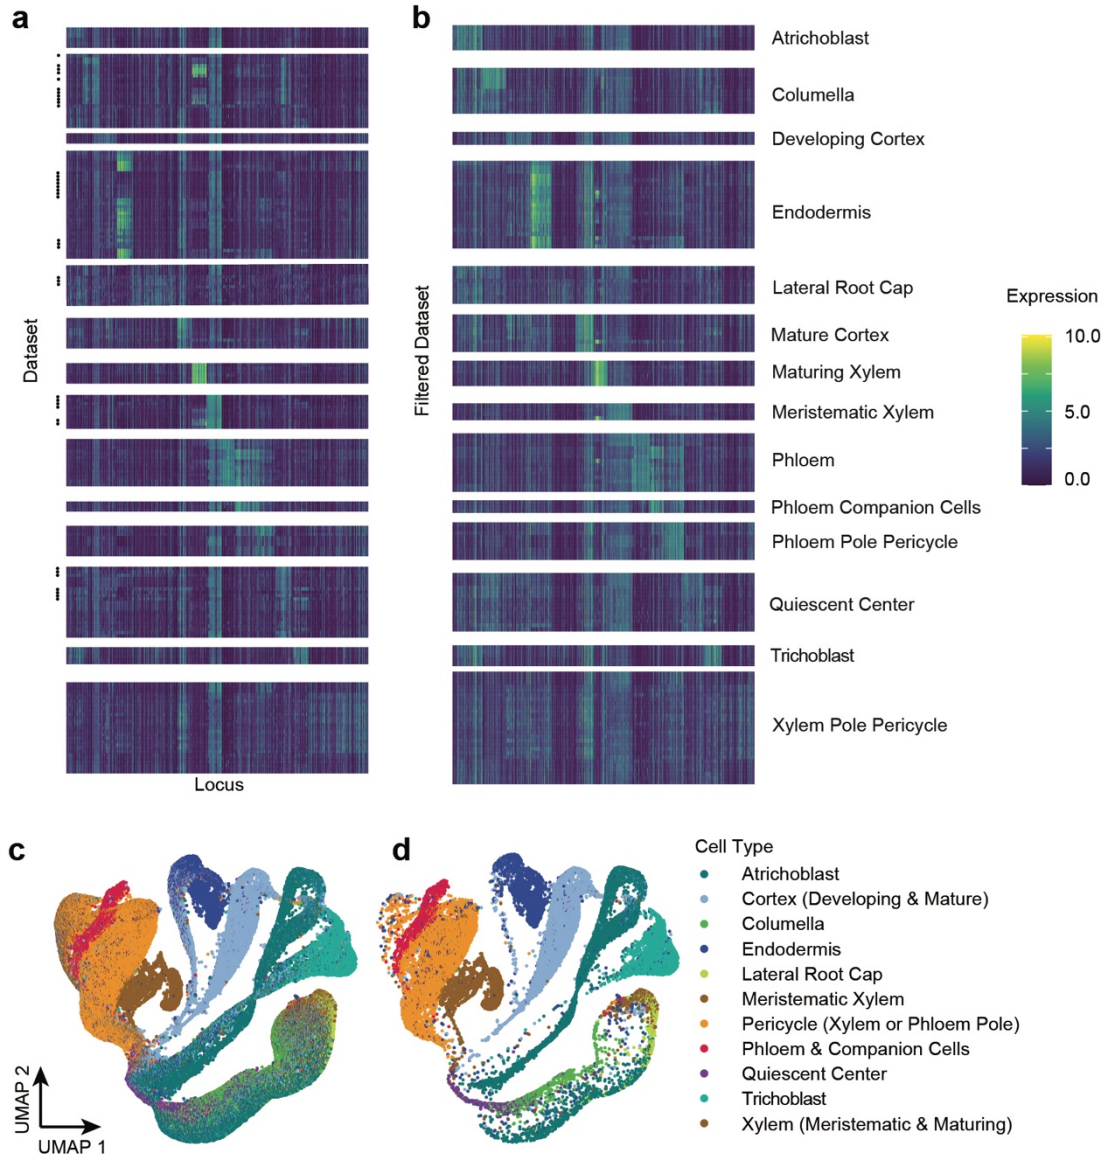 a
b
Atrichoblast
Columella
Developing Cortex
Endodermis
Lateral Root Cap
Mature Cortex
Maturing Xylem
Meristematic Xylem
Phloem
Phloem Companion Cells
Phloem Pole Pericycle
Quiescent Center
Trichoblast
Xylem Pole Pericycle
Dataset
Filtered Dataset
Locus
Expression
10.0
5.0
0.0
c
d
UMAP 2
UMAP 1
Cell Type
Atrichoblast
Cortex (Developing & Mature)
Columella
Endodermis
Lateral Root Cap
Meristematic Xylem
Pericycle (Xylem or Phloem Pole)
Phloem & Companion Cells
Quiescent Center
Trichoblast
Xylem (Meristematic & Maturing)